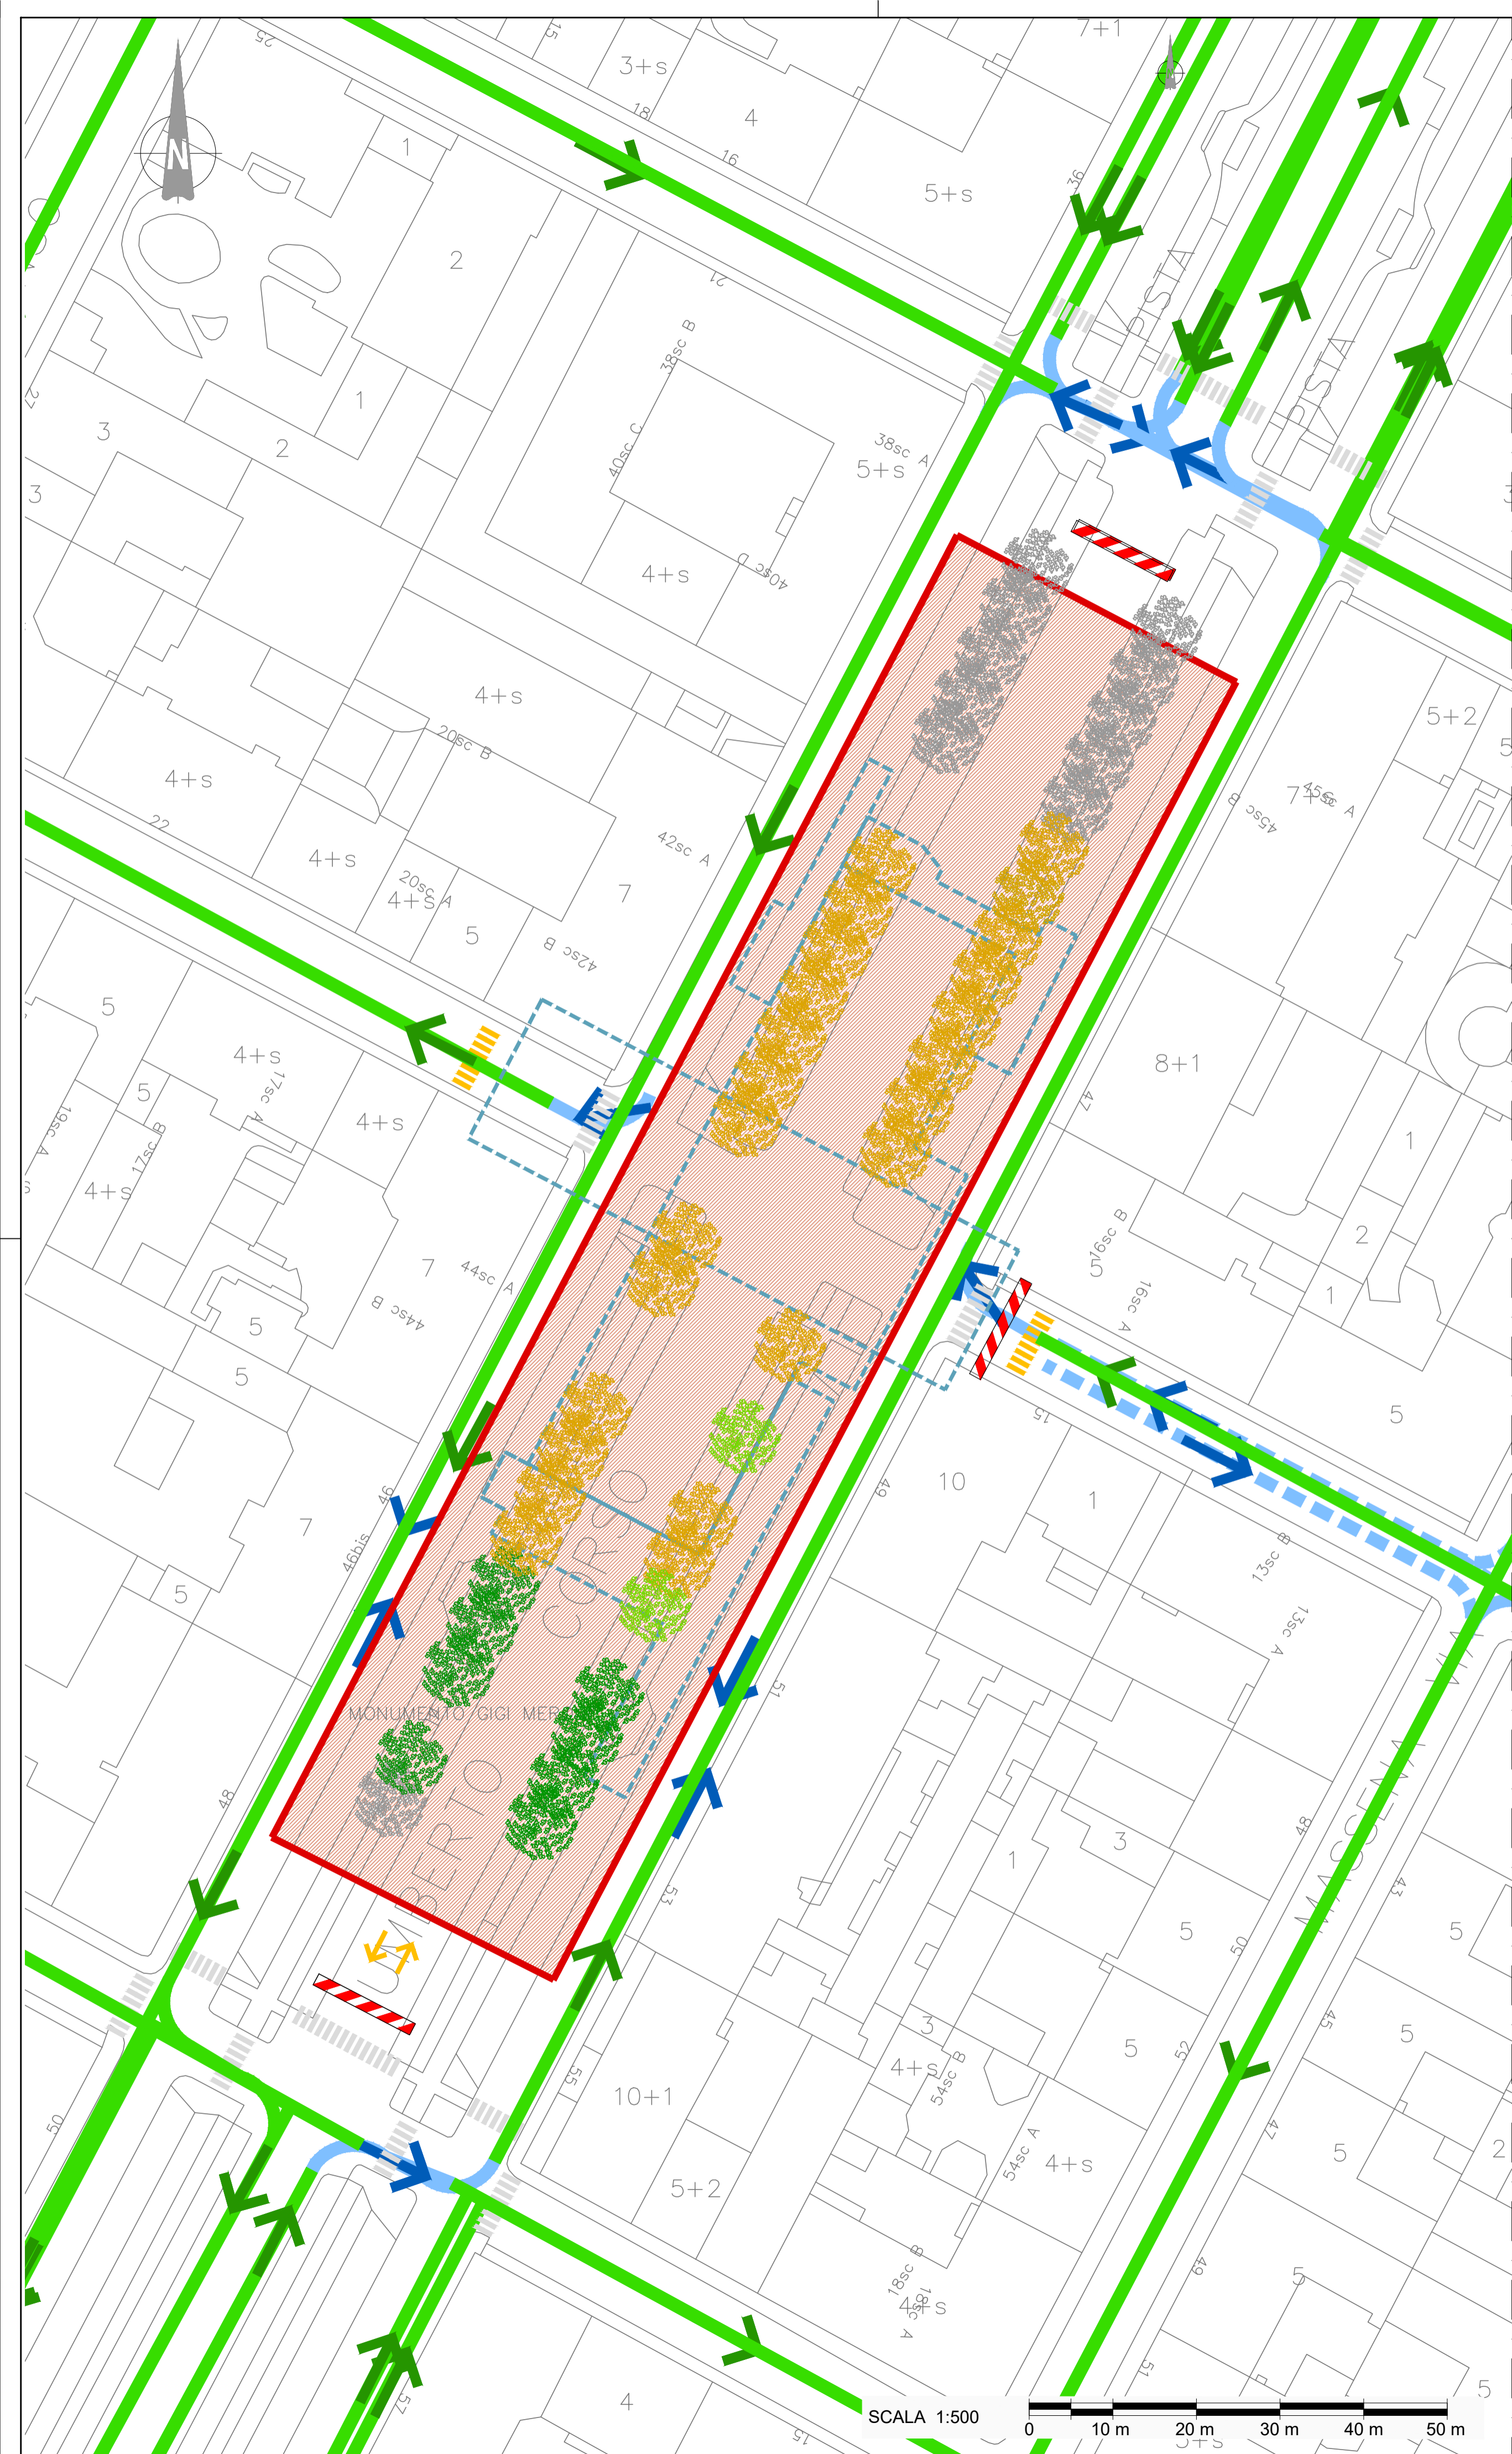 25
15
7+1
3+s
18
4
16
36
5+s
N
1
2
21
PISTA
38sc B
1
27
3
2
PISTA
40sc C
38sc A
5+s
3
4+s
40sc D
4+s
5+2
20sc B
4+s
22
42sc A
45sc B
45sc A
4+s
20sc A
4+s
7
5
42sc B
5
4+s
8+1
47
5
17sc A
19sc A
17sc B
4+s
1
4+s
16sc B
2
7
44sc A
5
16sc A
1
44sc B
5
5
15
5
49
10
46
1
7
CORSO
46bis
13sc B
5
13sc A
51
MONUMENTO GIGI MER
UMBERTO
VIA MASSENA
48
48
3
1
53
43
5
5
50
UMBERTO
45
3
5
5
52
4+s
54sc B
55
50
10+1
47
5
54sc A
4+s
2
5+2
49
18sc B
5
4+s
18sc A
51
5
57
4
15
SCALA 1:500
0 10 m 20 m 30 m 40 m 50 m
5+s